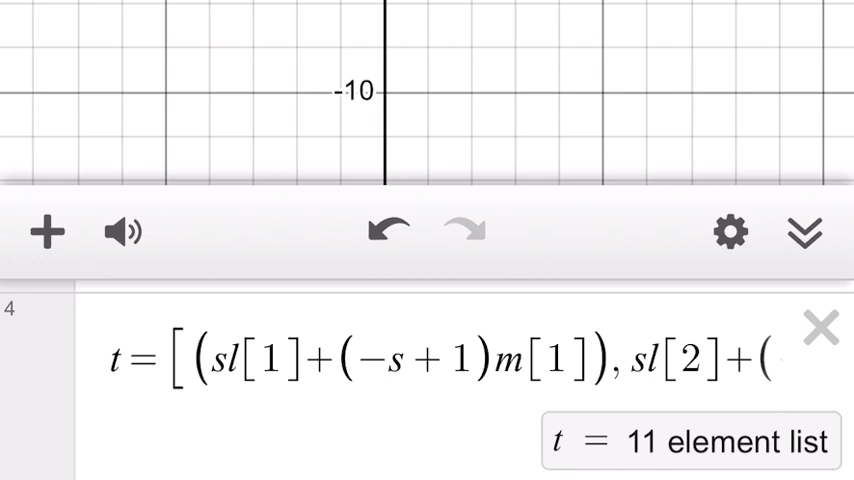 -10
4
t=[(sl[1]+(-s+1)m[1]), sl[2]+(
t = 11 element list